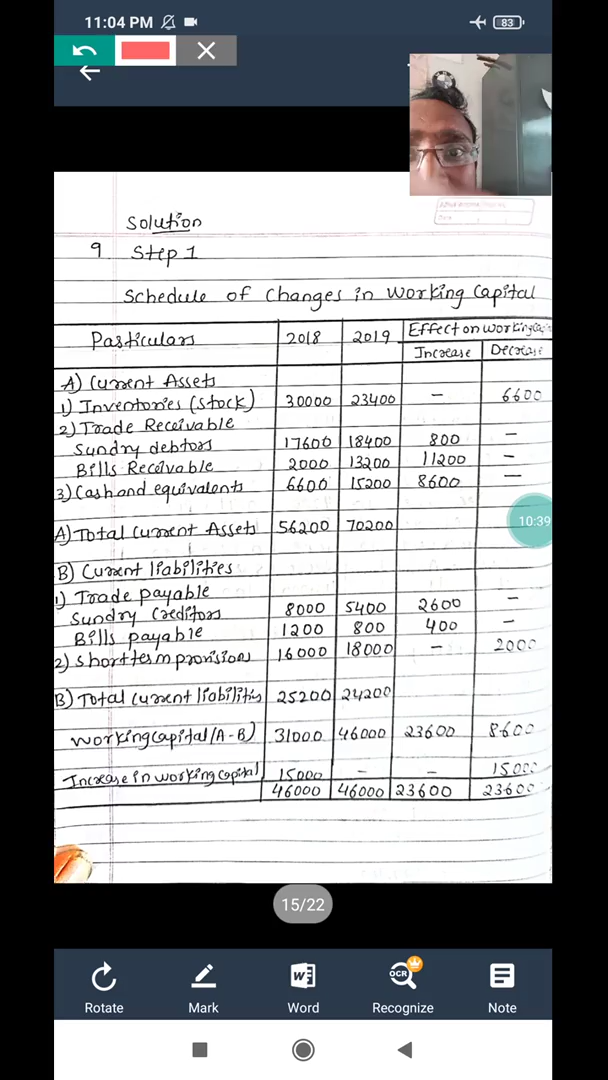 11:04 PM 83
Solution
9 Step 1
Schedule of Changes in Working Capital
Particulars 2018 2019 Effect on Working Capi
Increase Decrease
A) Current Assets
1) Inventories (Stock) 30000 23400 - 6600
2) Trade Receivable
Sundry debtors 17600 18400 800 -
Bills Receivable 2000 13200 11200 -
3) Cash and equivalents 6600 15200 8600 -
10:39
A) Total Current Assets 56200 70200
B) Current liabilities
1) Trade payable
Sundry Creditors 8000 5400 2600 -
Bills payable 1200 800 400 -
2) Short term provision 16000 18000 - 2000
B) Total Current liabilities 25200 24200
Working capital (A-B) 31000 46000 23600 8600
Increase in working capital 15000 - - 15000
46000 46000 23600 23600
15/22
W OCR
Rotate Mark Word Recognize Note